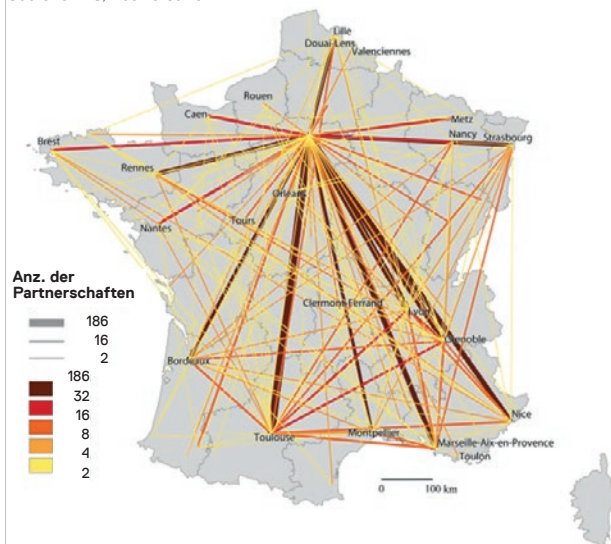 Lille
Douai-Lens
Valenciennes
Rouen
Caen
Metz
Brest
Nancy
Strasbourg
Rennes
Orléans
Nantes
Tours
Anz. der
Partnerschaften
186
16
2
186
32
16
8
4
2
Clermont-Ferrand
Lyon
Grenoble
Bordeaux
Nice
Toulouse
Montpellier
Marseille-Aix-en-Provence
Toulon
0 100 km